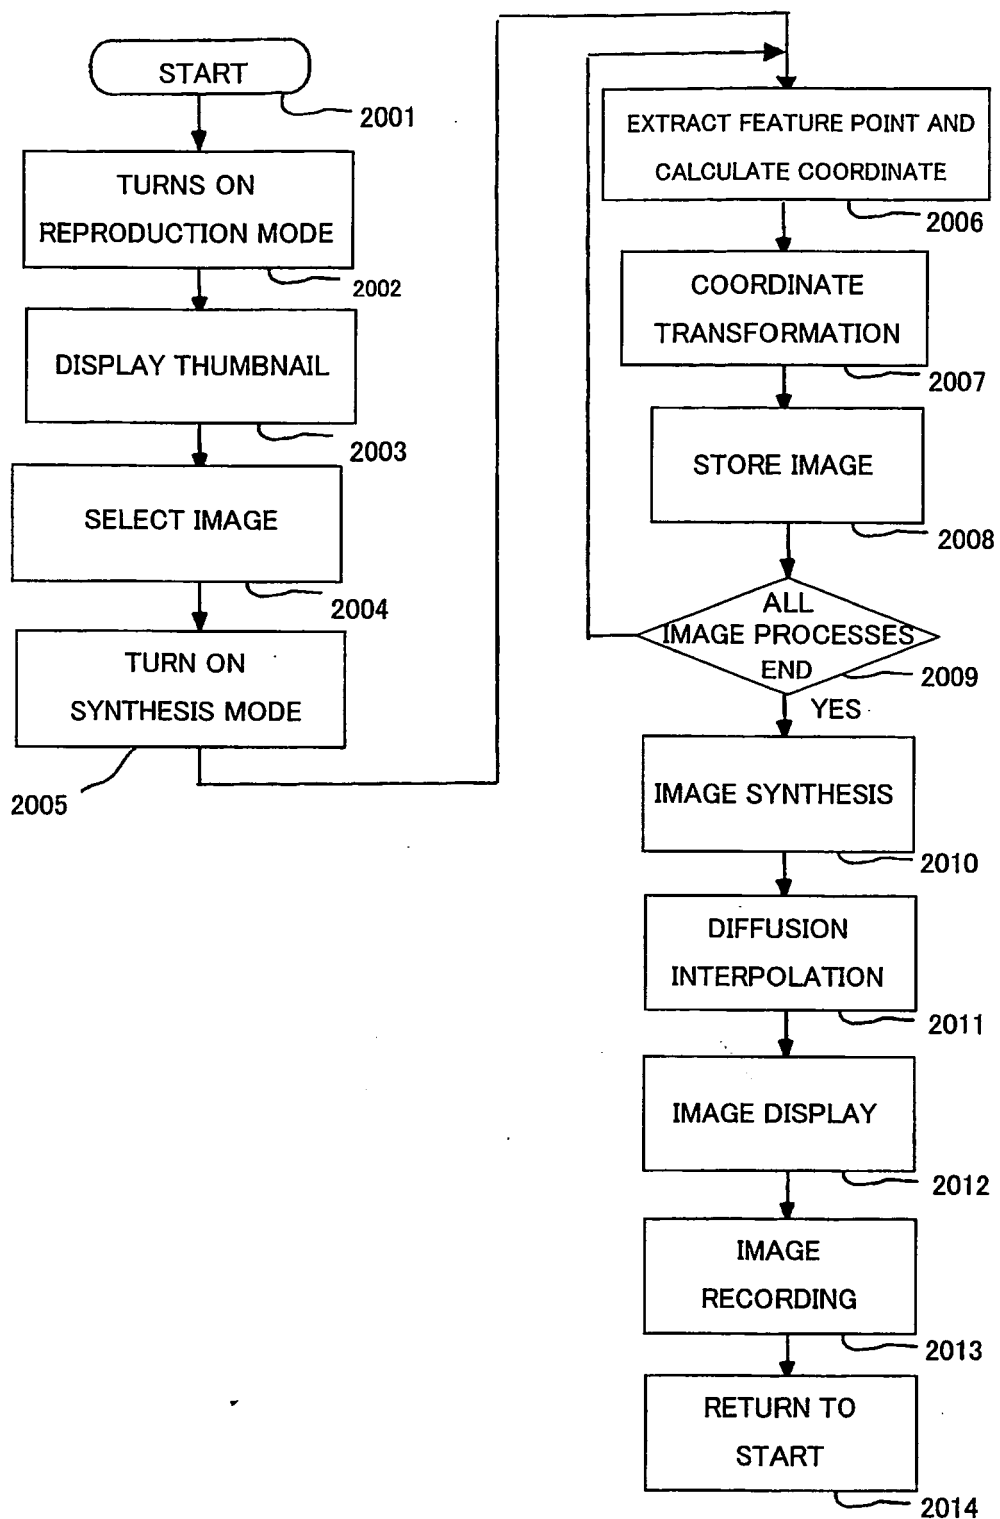 START
2001
TURNS ON
REPRODUCTION MODE
2002
DISPLAY THUMBNAIL
2003
SELECT IMAGE
2004
TURN ON
SYNTHESIS MODE
2005
EXTRACT FEATURE POINT AND
CALCULATE COORDINATE
2006
COORDINATE
TRANSFORMATION
2007
STORE IMAGE
2008
ALL
IMAGE PROCESSES
END
2009
YES
IMAGE SYNTHESIS
2010
DIFFUSION
INTERPOLATION
2011
IMAGE DISPLAY
2012
IMAGE
RECORDING
2013
RETURN TO
START
2014